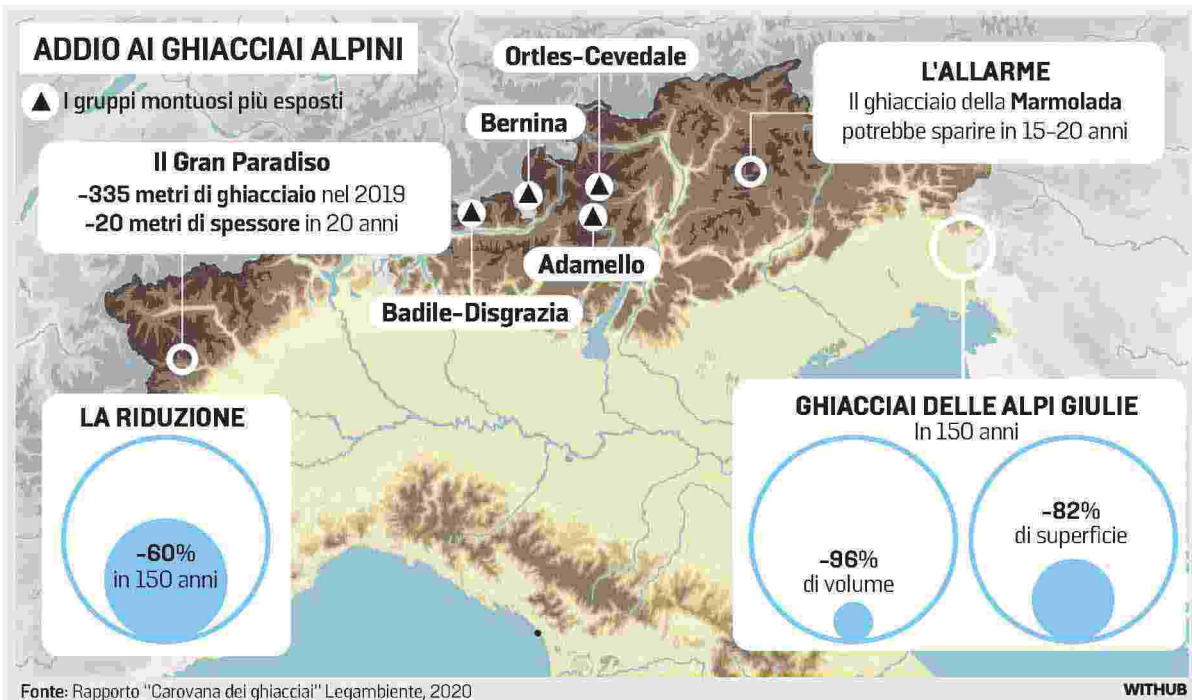 ADDIO AI GHIACCIAI ALPINI
I gruppi montuosi più esposti
Il Gran Paradiso
-335 metri di ghiacciaio nel 2019
-20 metri di spessore in 20 anni
Ortles-Cevedale
Bernina
Adamello
Badile-Disgrazia
L'ALLARME
Il ghiacciaio della Marmolada
potrebbe sparire in 15-20 anni
LA RIDUZIONE
-60%
in 150 anni
GHIACCIAI DELLE ALPI GIULIE
In 150 anni
-96%
di volume
-82%
di superficie
Fonte: Rapporto "Carovana dei ghiacciai" Legambiente, 2020
WITHUB